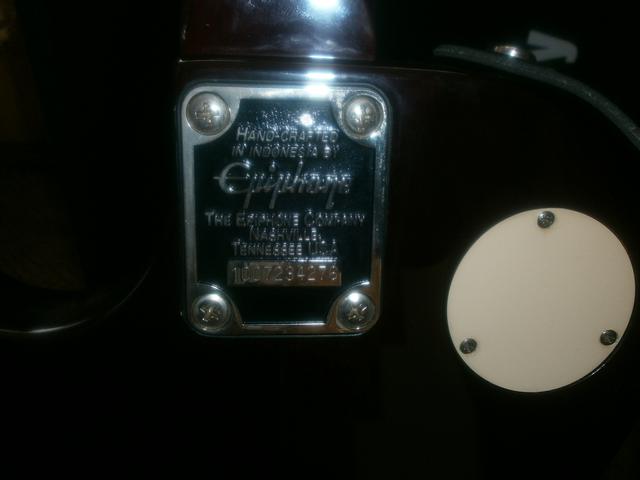 HAND-CRAFTED
IN INDONESIA BY
Epiphone
THE EPIPHONE COMPANY
NASHVILLE,
TENNESSEE U.S.A